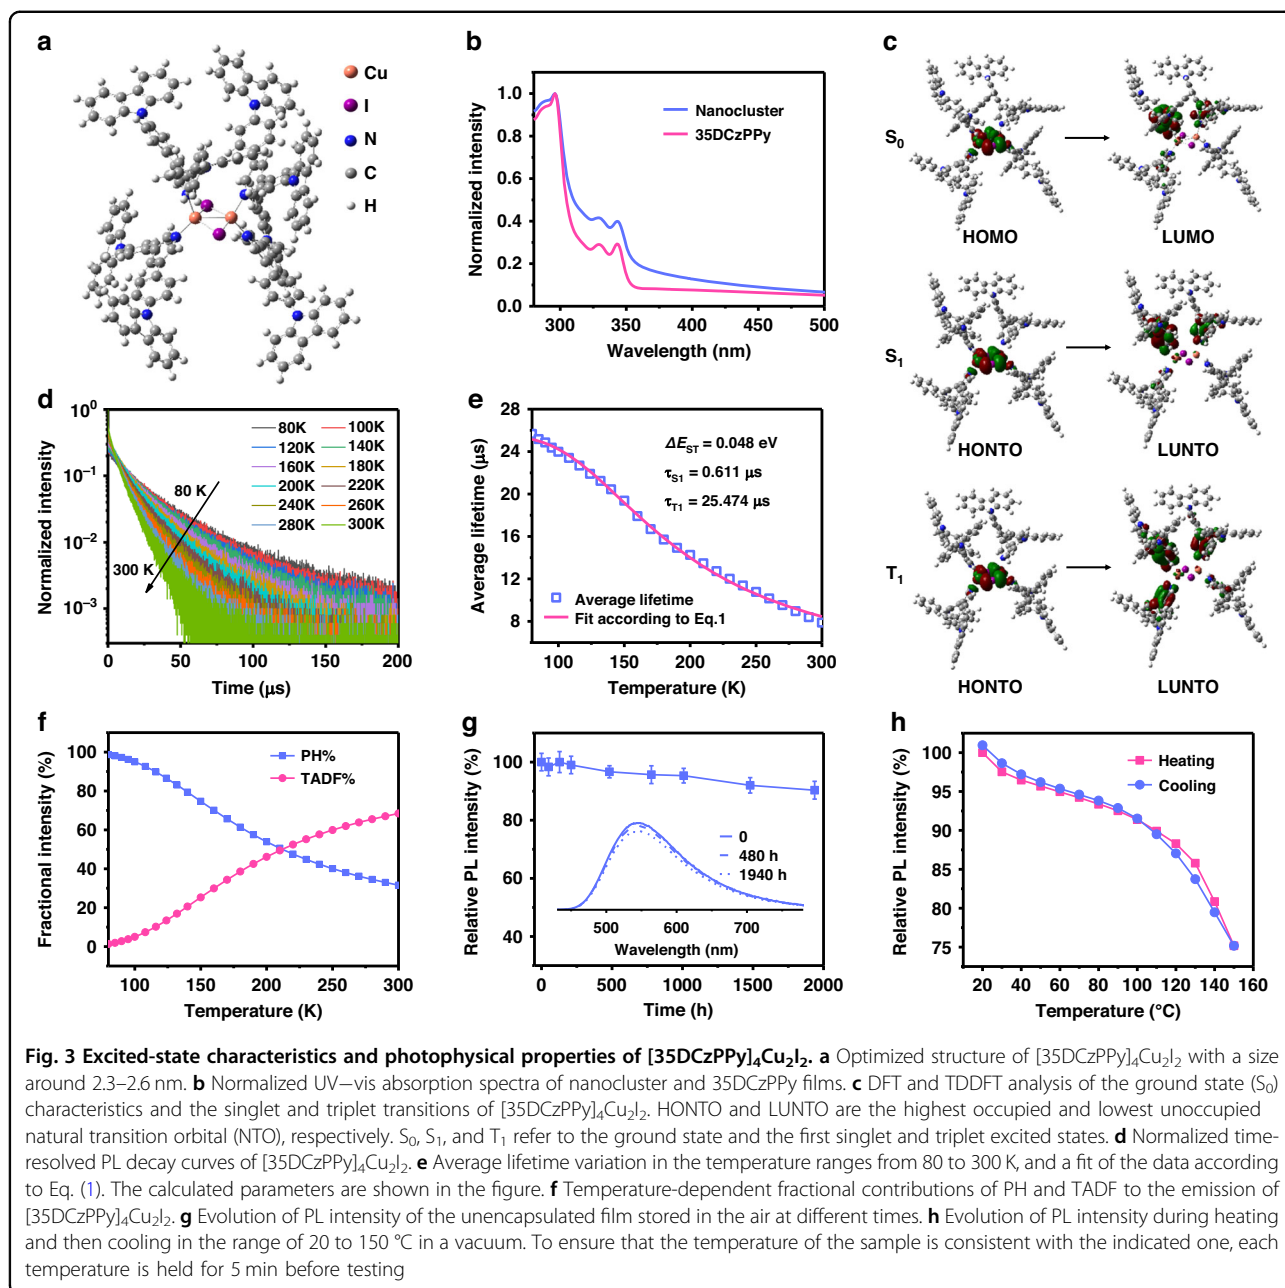 a
Cu
I
N
C
H
b
Normalized intensity
1.0
0.8
0.6
0.4
0.2
0.0
Nanocluster
35DCzPPy
300
350
400
450
500
Wavelength (nm)
c
S0
HOMO
LUMO
S1
HONTO
LUNTO
T1
HONTO
LUNTO
d
Normalized intensity
10^0
10^-1
10^-2
10^-3
80K
100K
120K
140K
160K
180K
200K
220K
240K
260K
280K
300K
80 K
300 K
0
50
100
150
200
Time (μs)
e
Average lifetime (μs)
28
24
20
16
12
8
ΔE_ST = 0.048 eV
τ_S1 = 0.611 μs
τ_T1 = 25.474 μs
Average lifetime
Fit according to Eq.1
100
150
200
250
300
Temperature (K)
f
Fractional intensity (%)
100
80
60
40
20
0
PH%
TADF%
100
150
200
250
300
Temperature (K)
g
Relative PL intensity (%)
100
80
60
40
0
480 h
1940 h
500
600
700
Wavelength (nm)
0
500
1000
1500
2000
Time (h)
h
Relative PL intensity (%)
100
95
90
85
80
75
Heating
Cooling
20
40
60
80
100
120
140
160
Temperature (°C)
Fig. 3 Excited-state characteristics and photophysical properties of [35DCzPPy]4Cu2I2. a Optimized structure of [35DCzPPy]4Cu2I2 with a size
around 2.3–2.6 nm. b Normalized UV−vis absorption spectra of nanocluster and 35DCzPPy films. c DFT and TDDFT analysis of the ground state (S0)
characteristics and the singlet and triplet transitions of [35DCzPPy]4Cu2I2. HONTO and LUNTO are the highest occupied and lowest unoccupied
natural transition orbital (NTO), respectively. S0, S1, and T1 refer to the ground state and the first singlet and triplet excited states. d Normalized time-
resolved PL decay curves of [35DCzPPy]4Cu2I2. e Average lifetime variation in the temperature ranges from 80 to 300 K, and a fit of the data according
to Eq. (1). The calculated parameters are shown in the figure. f Temperature-dependent fractional contributions of PH and TADF to the emission of
[35DCzPPy]4Cu2I2. g Evolution of PL intensity of the unencapsulated film stored in the air at different times. h Evolution of PL intensity during heating
and then cooling in the range of 20 to 150 °C in a vacuum. To ensure that the temperature of the sample is consistent with the indicated one, each
temperature is held for 5 min before testing